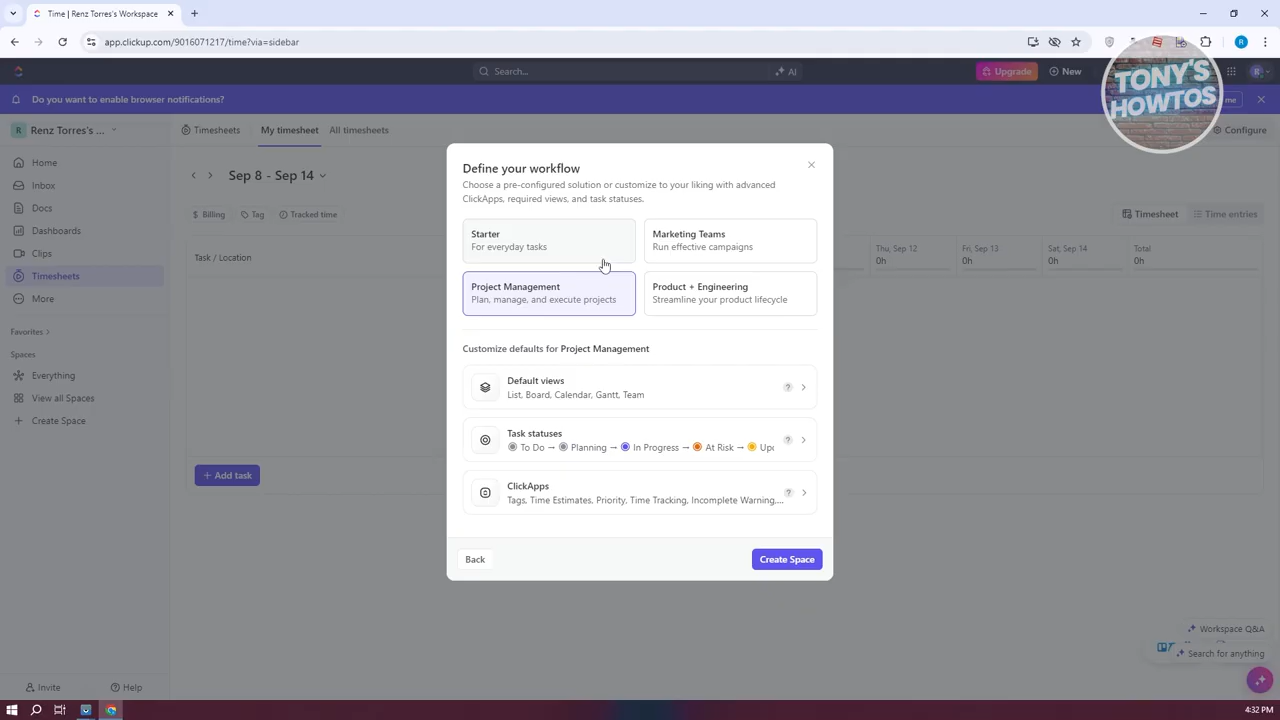 Time | Renz Torres's Workspace
app.clickup.com/9016071217/time?via=sidebar
R
Search...
AI
Upgrade
New
R
Do you want to enable browser notifications?
me
TONY'S
HOWTOS
R Renz Torres's ...
Timesheets
My timesheet
All timesheets
Configure
Home
Inbox
Docs
Dashboards
Clips
Timesheets
More
Favorites
Spaces
Everything
View all Spaces
Create Space
Invite
Help
Sep 8 - Sep 14
Billing
Tag
Tracked time
Timesheet
Time entries
Task / Location
Thu, Sep 12
0h
Fri, Sep 13
0h
Sat, Sep 14
0h
Total
0h
+ Add task
Define your workflow
Choose a pre-configured solution or customize to your liking with advanced
ClickApps, required views, and task statuses.
Starter
For everyday tasks
Marketing Teams
Run effective campaigns
Project Management
Plan, manage, and execute projects
Product + Engineering
Streamline your product lifecycle
Customize defaults for Project Management
Default views
List, Board, Calendar, Gantt, Team
?
Task statuses
To Do → Planning → In Progress → At Risk → Upc
?
ClickApps
Tags, Time Estimates, Priority, Time Tracking, Incomplete Warning,...
?
Back
Create Space
Workspace Q&A
Search for anything
4:32 PM